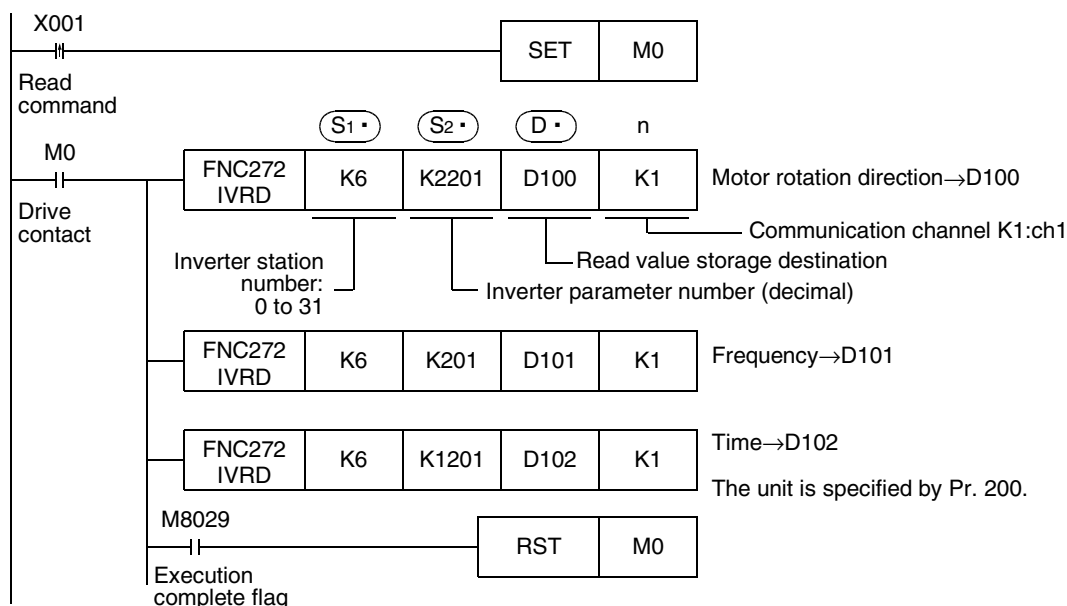 X001
SET M0
Read
command
S1· S2· D· n
M0
FNC272
IVRD
K6 K2201 D100 K1
Motor rotation direction→D100
Drive
contact
Communication channel K1:ch1
Read value storage destination
Inverter parameter number (decimal)
Inverter station
number:
0 to 31
FNC272
IVRD
K6 K201 D101 K1
Frequency→D101
FNC272
IVRD
K6 K1201 D102 K1
Time→D102
The unit is specified by Pr. 200.
M8029
RST M0
Execution
complete flag